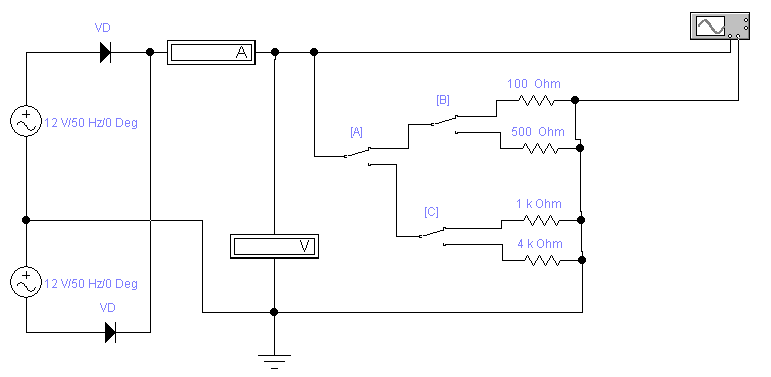 VD
A
12 V/50 Hz/0 Deg
[A]
[B]
100 Ohm
500 Ohm
[C]
1 k Ohm
4 k Ohm
V
12 V/50 Hz/0 Deg
VD